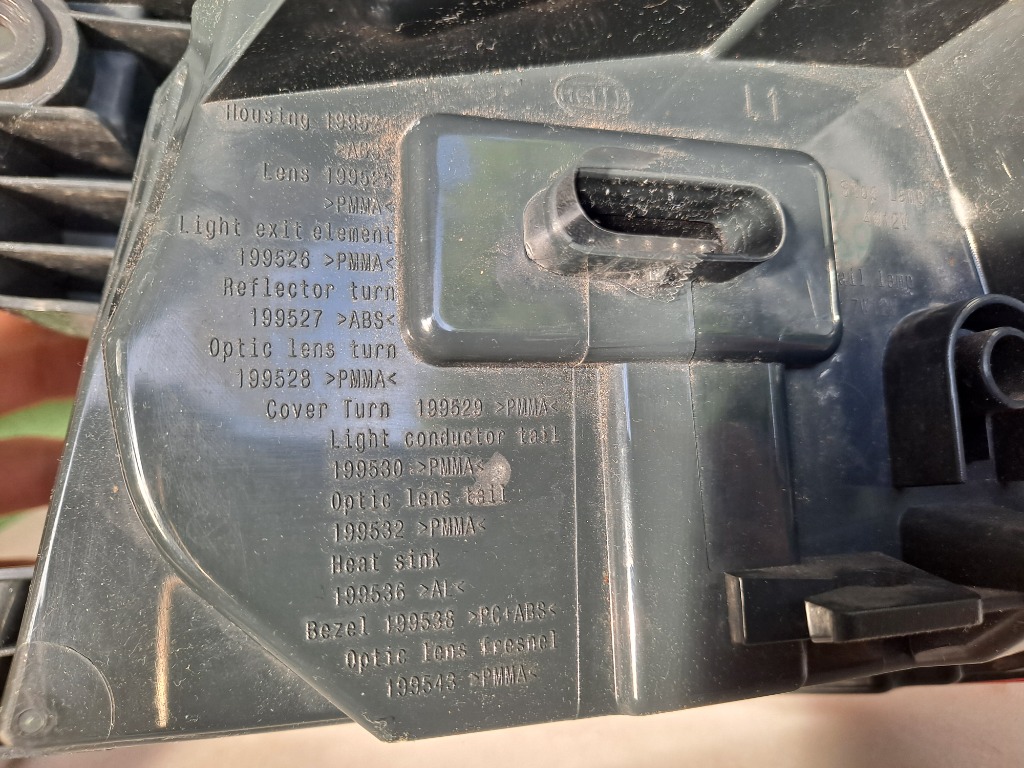 HELLA
L1
Housing
Lens
>PMMA<
Light exit element
199526 >PMMA<
Reflector turn
199527 >ABS<
Optic lens turn
199528 >PMMA<
Cover Turn 199529 >PMMA<
Light conductor tail
199530 >PMMA<
Optic lens tail
199532 >PMMA<
Heat sink
199536 >AL<
Bezel 199538 >PC+ABS<
Optic lens fresnel
199543 >PMMA<
lamp
lamp